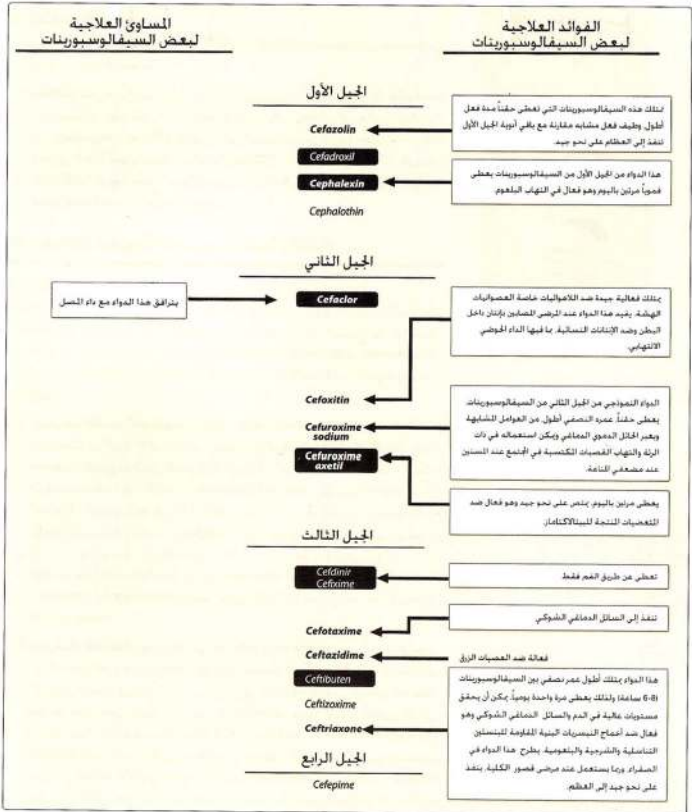 الفوائد العلاجية
لبعض السيفالوسبورينات
المساوئ العلاجية
لبعض السيفالوسبورينات
الجيل الأول
Cefazolin
Cefadroxil
Cephalexin
Cephalothin
تمتلك هذه السيفالوسبورينات التي تعطى حقناً مدة فعل
أطول، وطيف فعل مشابه مقارنة مع باقي أدوية الجيل الأول
تنفذ إلى العظام على نحو جيد.
هذا الدواء من الجيل الأول من السيفالوسبورينات يعطى
فموياً مرتين باليوم وهو فعال في التهاب البلعوم.
الجيل الثاني
Cefaclor
يترافق هذا الدواء مع داء المصل
يمتلك فعالية جيدة ضد اللاهوائيات خاصة العصوانيات
الهشة. يفيد هذا الدواء عند المرضى المصابين بإنتان داخل
البطن وضد الإنتانات النسائية، بما فيها الداء الحوضي
الالتهابي.
Cefoxitin
Cefuroxime
sodium
Cefuroxime
axetil
الدواء النموذجي من الجيل الثاني من السيفالوسبورينات
يعطى حقناً. عمره النصفي أطول من العوامل المشابهة
ويعبر الحائل الدموي الدماغي ويمكن استعماله في ذات
الرئة والتهاب القصبات المكتسبة في المجتمع عند المسنين
عند مضعفي المناعة.
يعطى مرتين باليوم. يمتص على نحو جيد وهو فعال ضد
المتعضيات المنتجة للبيتالاكتاماز.
الجيل الثالث
Cefdinir
Cefixime
تعطى عن طريق الفم فقط
Cefotaxime
تنفذ إلى السائل الدماغي الشوكي
Ceftazidime
فعالة ضد العصيات الزرق
Ceftibuten
Ceftizoxime
Ceftriaxone
هذا الدواء يمتلك أطول عمر نصفي بين السيفالوسبورينات
(6-8 ساعة) ولذلك يعطى مرة واحدة يومياً. يمكن أن يحقق
مستويات عالية في الدم والسائل الدماغي الشوكي وهو
فعال ضد أخماج النيسريات البنية المقاومة للبنسلين
التناسلية والشرجية والبلعومية. يطرح هذا الدواء في
الصفراء. وربما يستعمل عند مرضى قصور الكلية. ينفذ
على نحو جيد إلى العظم.
الجيل الرابع
Cefepime